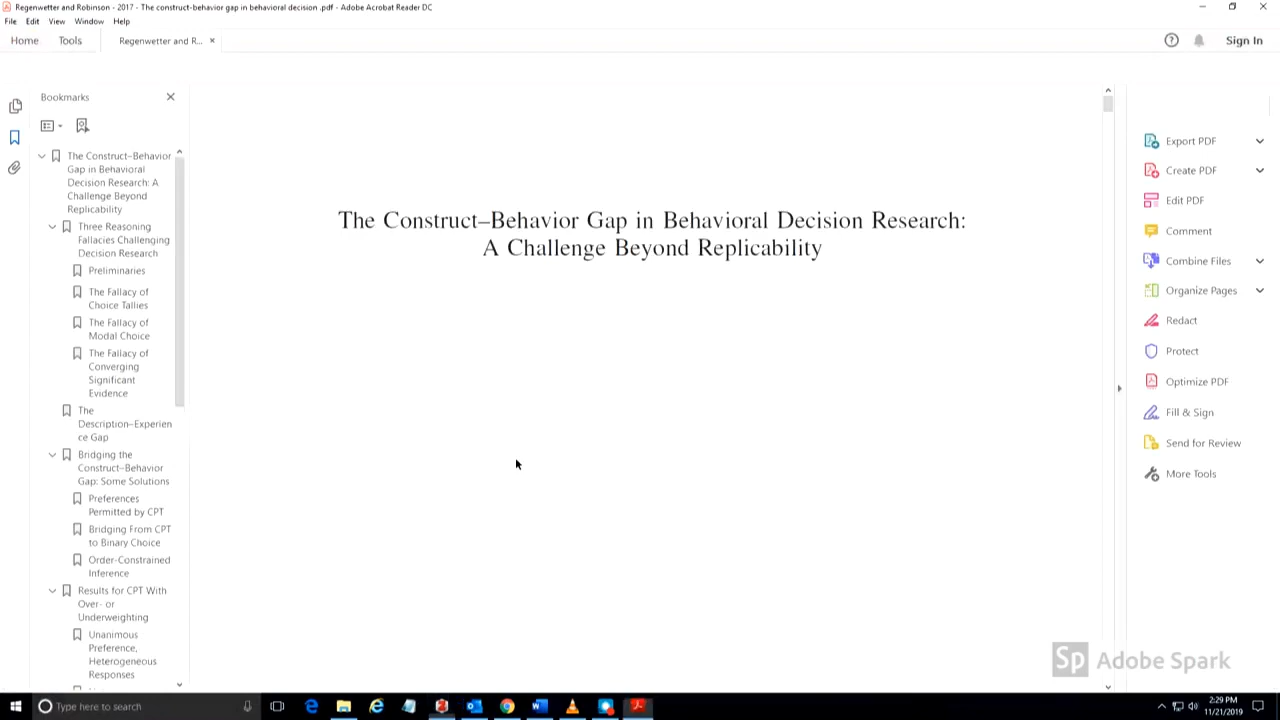 Regenwetter and Robinson - 2017 - The construct-behavior gap in behavioral decision .pdf - Adobe Acrobat Reader DC
File Edit View Window Help
Home Tools Regenwetter and R... × Sign In
Bookmarks
The Construct–Behavior
Gap in Behavioral
Decision Research: A
Challenge Beyond
Replicability
Three Reasoning
Fallacies Challenging
Decision Research
Preliminaries
The Fallacy of
Choice Tallies
The Fallacy of
Modal Choice
The Fallacy of
Converging
Significant
Evidence
The
Description–Experien
ce Gap
Bridging the
Construct–Behavior
Gap: Some Solutions
Preferences
Permitted by CPT
Bridging From CPT
to Binary Choice
Order-Constrained
Inference
Results for CPT With
Over- or
Underweighting
Unanimous
Preference,
Heterogeneous
Responses
The Construct–Behavior Gap in Behavioral Decision Research:
A Challenge Beyond Replicability
Export PDF
Create PDF
Edit PDF
Comment
Combine Files
Organize Pages
Redact
Protect
Optimize PDF
Fill & Sign
Send for Review
More Tools
Sp Adobe Spark
Type here to search
2:29 PM
11/21/2019